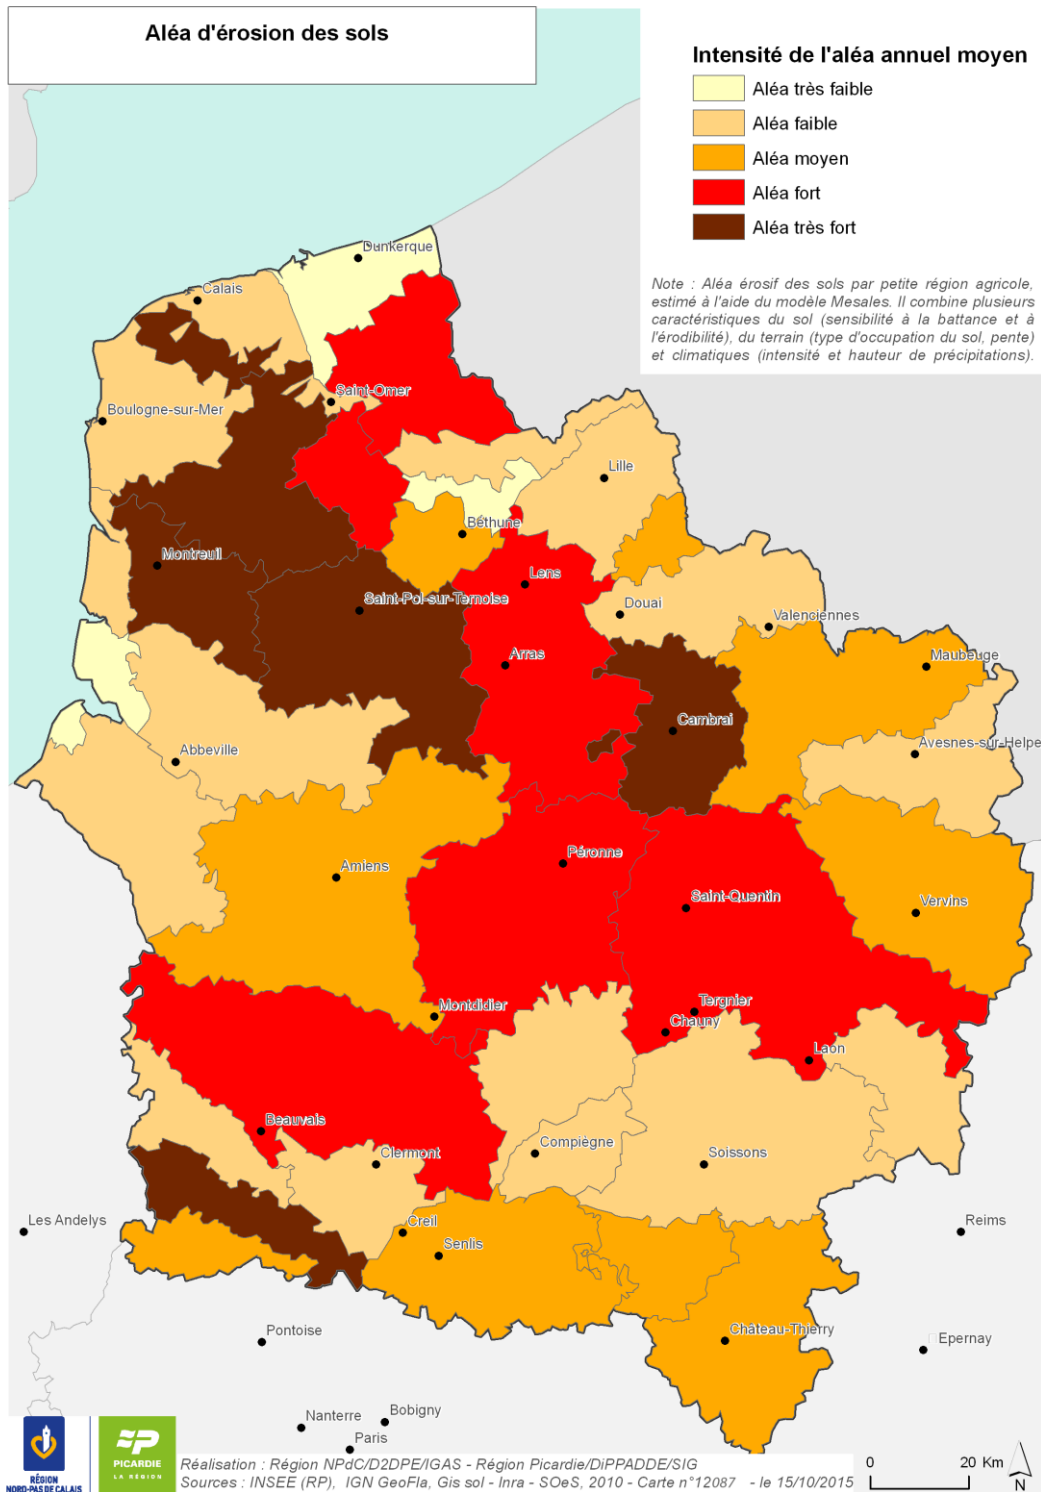 Aléa d'érosion des sols
Intensité de l'aléa annuel moyen
Aléa très faible
Aléa faible
Aléa moyen
Aléa fort
Aléa très fort
Note : Aléa érosif des sols par petite région agricole,
estimé à l'aide du modèle Mesales. Il combine plusieurs
caractéristiques du sol (sensibilité à la battance et à
l'érodibilité), du terrain (type d'occupation du sol, pente)
et climatiques (intensité et hauteur de précipitations).
Dunkerque
Calais
Saint-Omer
Boulogne-sur-Mer
Lille
Béthune
Montreuil
Lens
Saint-Pol-sur-Ternoise
Douai
Valenciennes
Arras
Maubeuge
Cambrai
Abbeville
Avesnes-sur-Helpe
Péronne
Amiens
Saint-Quentin
Vervins
Montdidier
Tergnier
Chauny
Laon
Beauvais
Compiègne
Clermont
Soissons
Les Andelys
Creil
Reims
Senlis
Pontoise
Château-Thierry
Epernay
Nanterre
Bobigny
Paris
RÉGION
NORD-PAS DE CALAIS
PICARDIE
LA RÉGION
Réalisation : Région NPdC/D2DPE/IGAS - Région Picardie/DiPPADDE/SIG
Sources : INSEE (RP), IGN GeoFla, Gis sol - Inra - SOeS, 2010 - Carte n°12087 - le 15/10/2015
0 20 Km
N